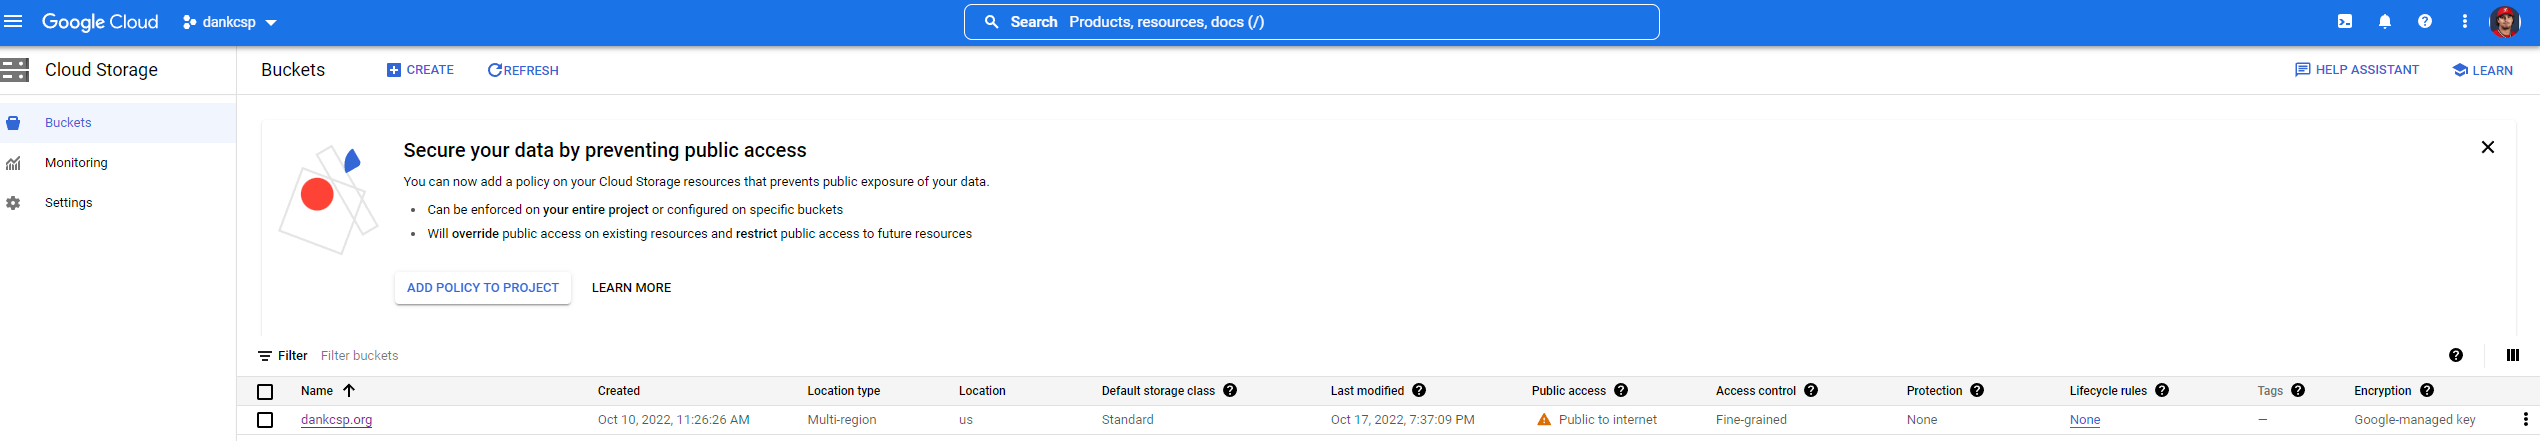 Google Cloud dankcsp Search Products, resources, docs (/)
Cloud Storage Buckets CREATE REFRESH HELP ASSISTANT LEARN
Buckets
Monitoring
Settings
Secure your data by preventing public access
You can now add a policy on your Cloud Storage resources that prevents public exposure of your data.
• Can be enforced on your entire project or configured on specific buckets
• Will override public access on existing resources and restrict public access to future resources
ADD POLICY TO PROJECT LEARN MORE
Filter Filter buckets
Name Created Location type Location Default storage class Last modified Public access Access control Protection Lifecycle rules Tags Encryption
dankcsp.org Oct 10, 2022, 11:26:26 AM Multi-region us Standard Oct 17, 2022, 7:37:09 PM Public to internet Fine-grained None None — Google-managed key